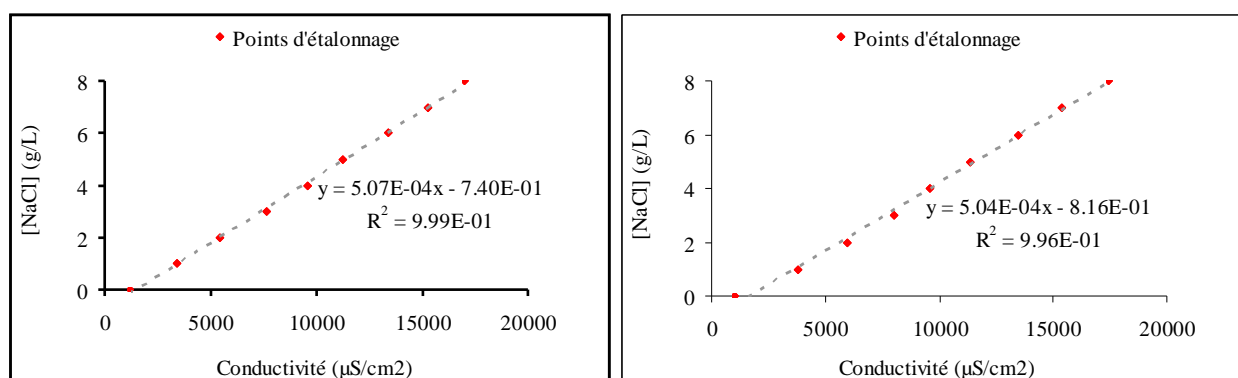 Points d'étalonnage
8
6
4
2
0
[NaCl] (g/L)
y = 5.07E-04x - 7.40E-01
R² = 9.99E-01
0 5000 10000 15000 20000
Conductivité (µS/cm2)
Points d'étalonnage
8
6
4
2
0
[NaCl] (g/L)
y = 5.04E-04x - 8.16E-01
R² = 9.96E-01
0 5000 10000 15000 20000
Conductivité (µS/cm2)